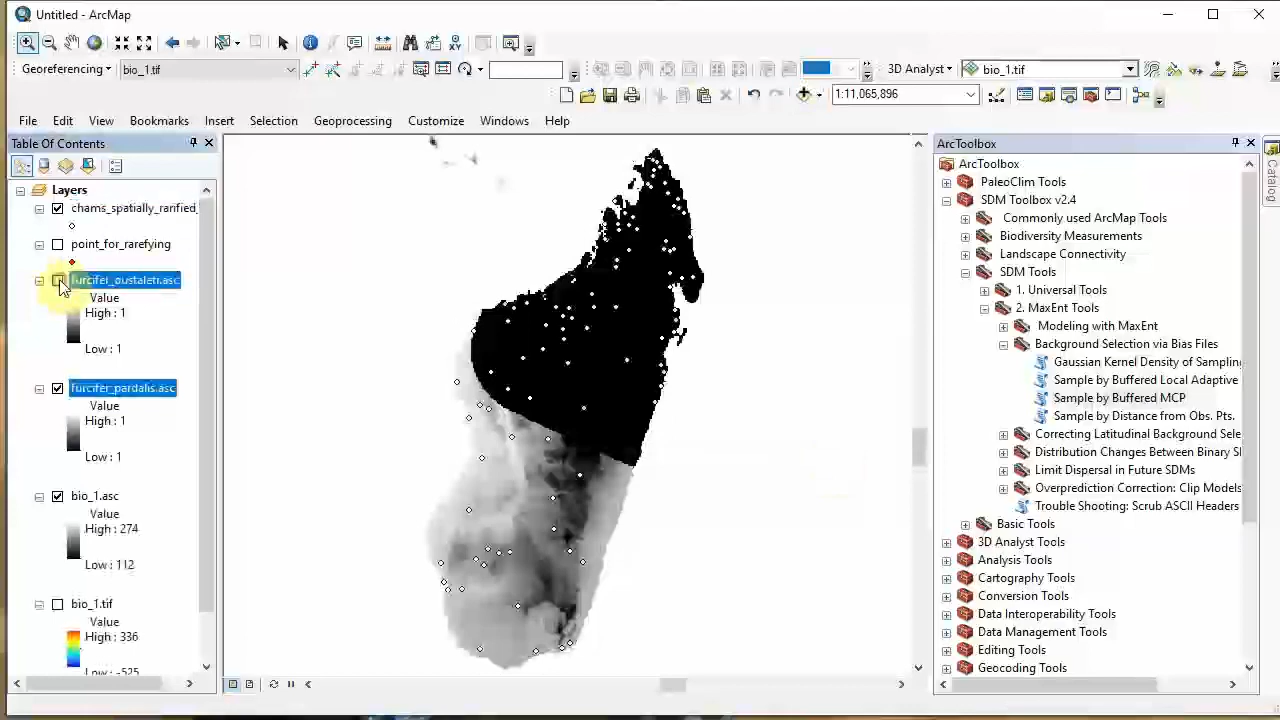 Untitled - ArcMap
Georeferencing
bio_1.tif
3D Analyst
bio_1.tif
1:11,065,896
File Edit View Bookmarks Insert Selection Geoprocessing Customize Windows Help
Table Of Contents
Layers
chams_spatially_rarified_
point_for_rarefying
furcifer_oustaleti.asc
Value
High : 1
Low : 1
furcifer_pardalis.asc
Value
High : 1
Low : 1
bio_1.asc
Value
High : 274
Low : 112
bio_1.tif
Value
High : 336
Low : -525
ArcToolbox
ArcToolbox
PaleoClim Tools
SDM Toolbox v2.4
Commonly used ArcMap Tools
Biodiversity Measurements
Landscape Connectivity
SDM Tools
1. Universal Tools
2. MaxEnt Tools
Modeling with MaxEnt
Background Selection via Bias Files
Gaussian Kernel Density of Sampling
Sample by Buffered Local Adaptive
Sample by Buffered MCP
Sample by Distance from Obs. Pts.
Correcting Latitudinal Background Sele
Distribution Changes Between Binary S
Limit Dispersal in Future SDMs
Overprediction Correction: Clip Models
Trouble Shooting: Scrub ASCII Headers
Basic Tools
3D Analyst Tools
Analysis Tools
Cartography Tools
Conversion Tools
Data Interoperability Tools
Data Management Tools
Editing Tools
Geocoding Tools
Catalog